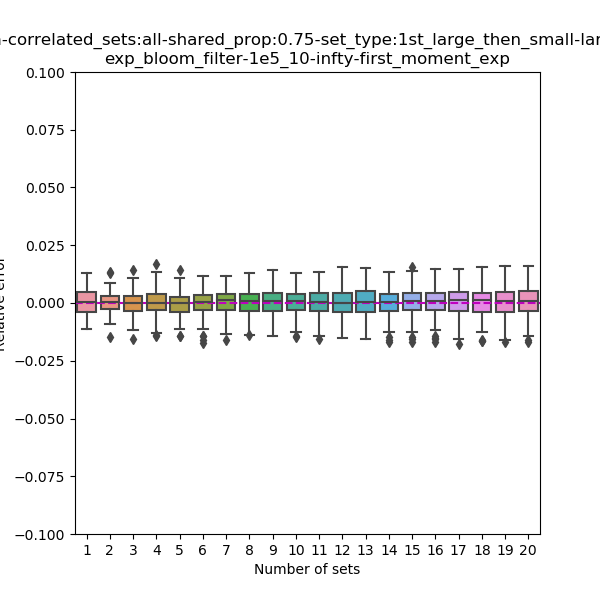 -correlated_sets:all-shared_prop:0.75-set_type:1st_large_then_small-lar
exp_bloom_filter-1e5_10-infty-first_moment_exp
0.100
0.075
0.050
0.025
0.000
−0.025
−0.050
−0.075
−0.100
Relative error
1 2 3 4 5 6 7 8 9 10 11 12 13 14 15 16 17 18 19 20
Number of sets